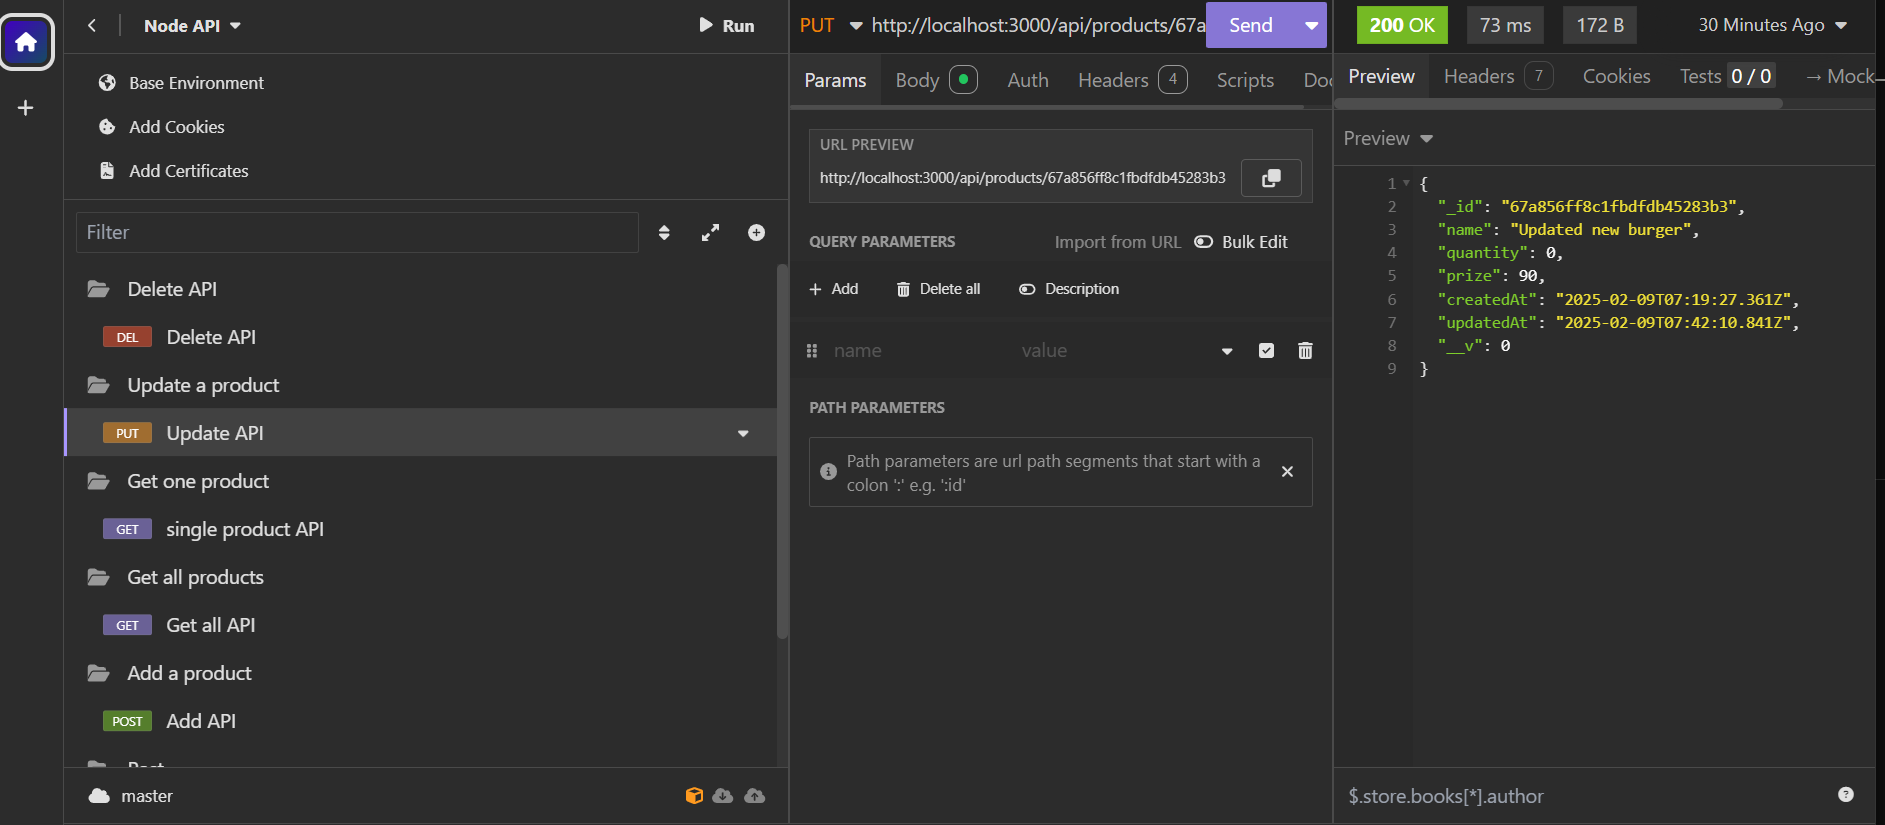 Node API
Run
Base Environment
Add Cookies
Add Certificates
Filter
Delete API
DEL Delete API
Update a product
PUT Update API
Get one product
GET single product API
Get all products
GET Get all API
Add a product
POST Add API
master
PUT http://localhost:3000/api/products/67a Send
Params Body Auth Headers 4 Scripts Doc
URL PREVIEW
http://localhost:3000/api/products/67a856ff8c1fbdfdb45283b3
QUERY PARAMETERS Import from URL Bulk Edit
+ Add Delete all Description
name value
PATH PARAMETERS
Path parameters are url path segments that start with a
colon ':' e.g. ':id'
200 OK 73 ms 172 B 30 Minutes Ago
Preview Headers 7 Cookies Tests 0 / 0 → Mock
Preview
1 {
2 "_id": "67a856ff8c1fbdfdb45283b3",
3 "name": "Updated new burger",
4 "quantity": 0,
5 "prize": 90,
6 "createdAt": "2025-02-09T07:19:27.361Z",
7 "updatedAt": "2025-02-09T07:42:10.841Z",
8 "__v": 0
9 }
$.store.books[*].author